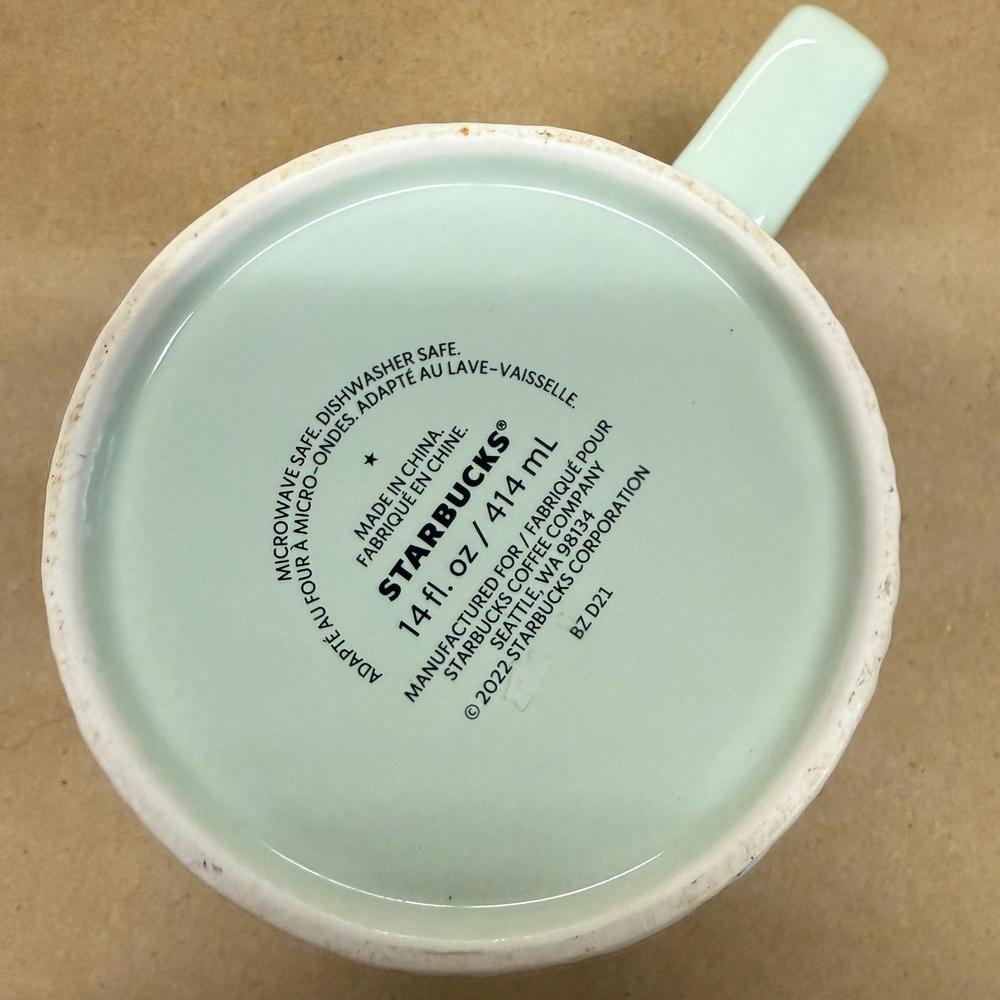 MICROWAVE SAFE. DISHWASHER SAFE.
ADAPTÉ AU FOUR À MICRO-ONDES. ADAPTÉ AU LAVE-VAISSELLE.
MADE IN CHINA.
FABRIQUÉ EN CHINE.
STARBUCKS®
14 fl. oz / 414 mL
MANUFACTURED FOR / FABRIQUÉ POUR
STARBUCKS COFFEE COMPANY
SEATTLE, WA 98134
© 2022 STARBUCKS CORPORATION
BZ D21